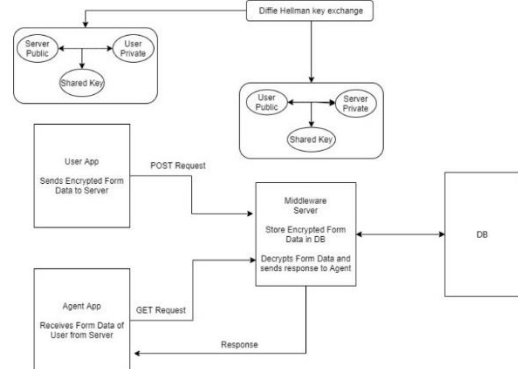 Diffie Hellman key exchange
Server
Public
User
Private
Shared Key
User
Public
Server
Private
Shared Key
User App
Sends Encrypted Form
Data to Server
POST Request
Middleware
Server
Store Encrypted Form
Data in DB
Decrypts Form Data and
sends response to Agent
DB
Agent App
Receives Form Data of
User from Server
GET Request
Response